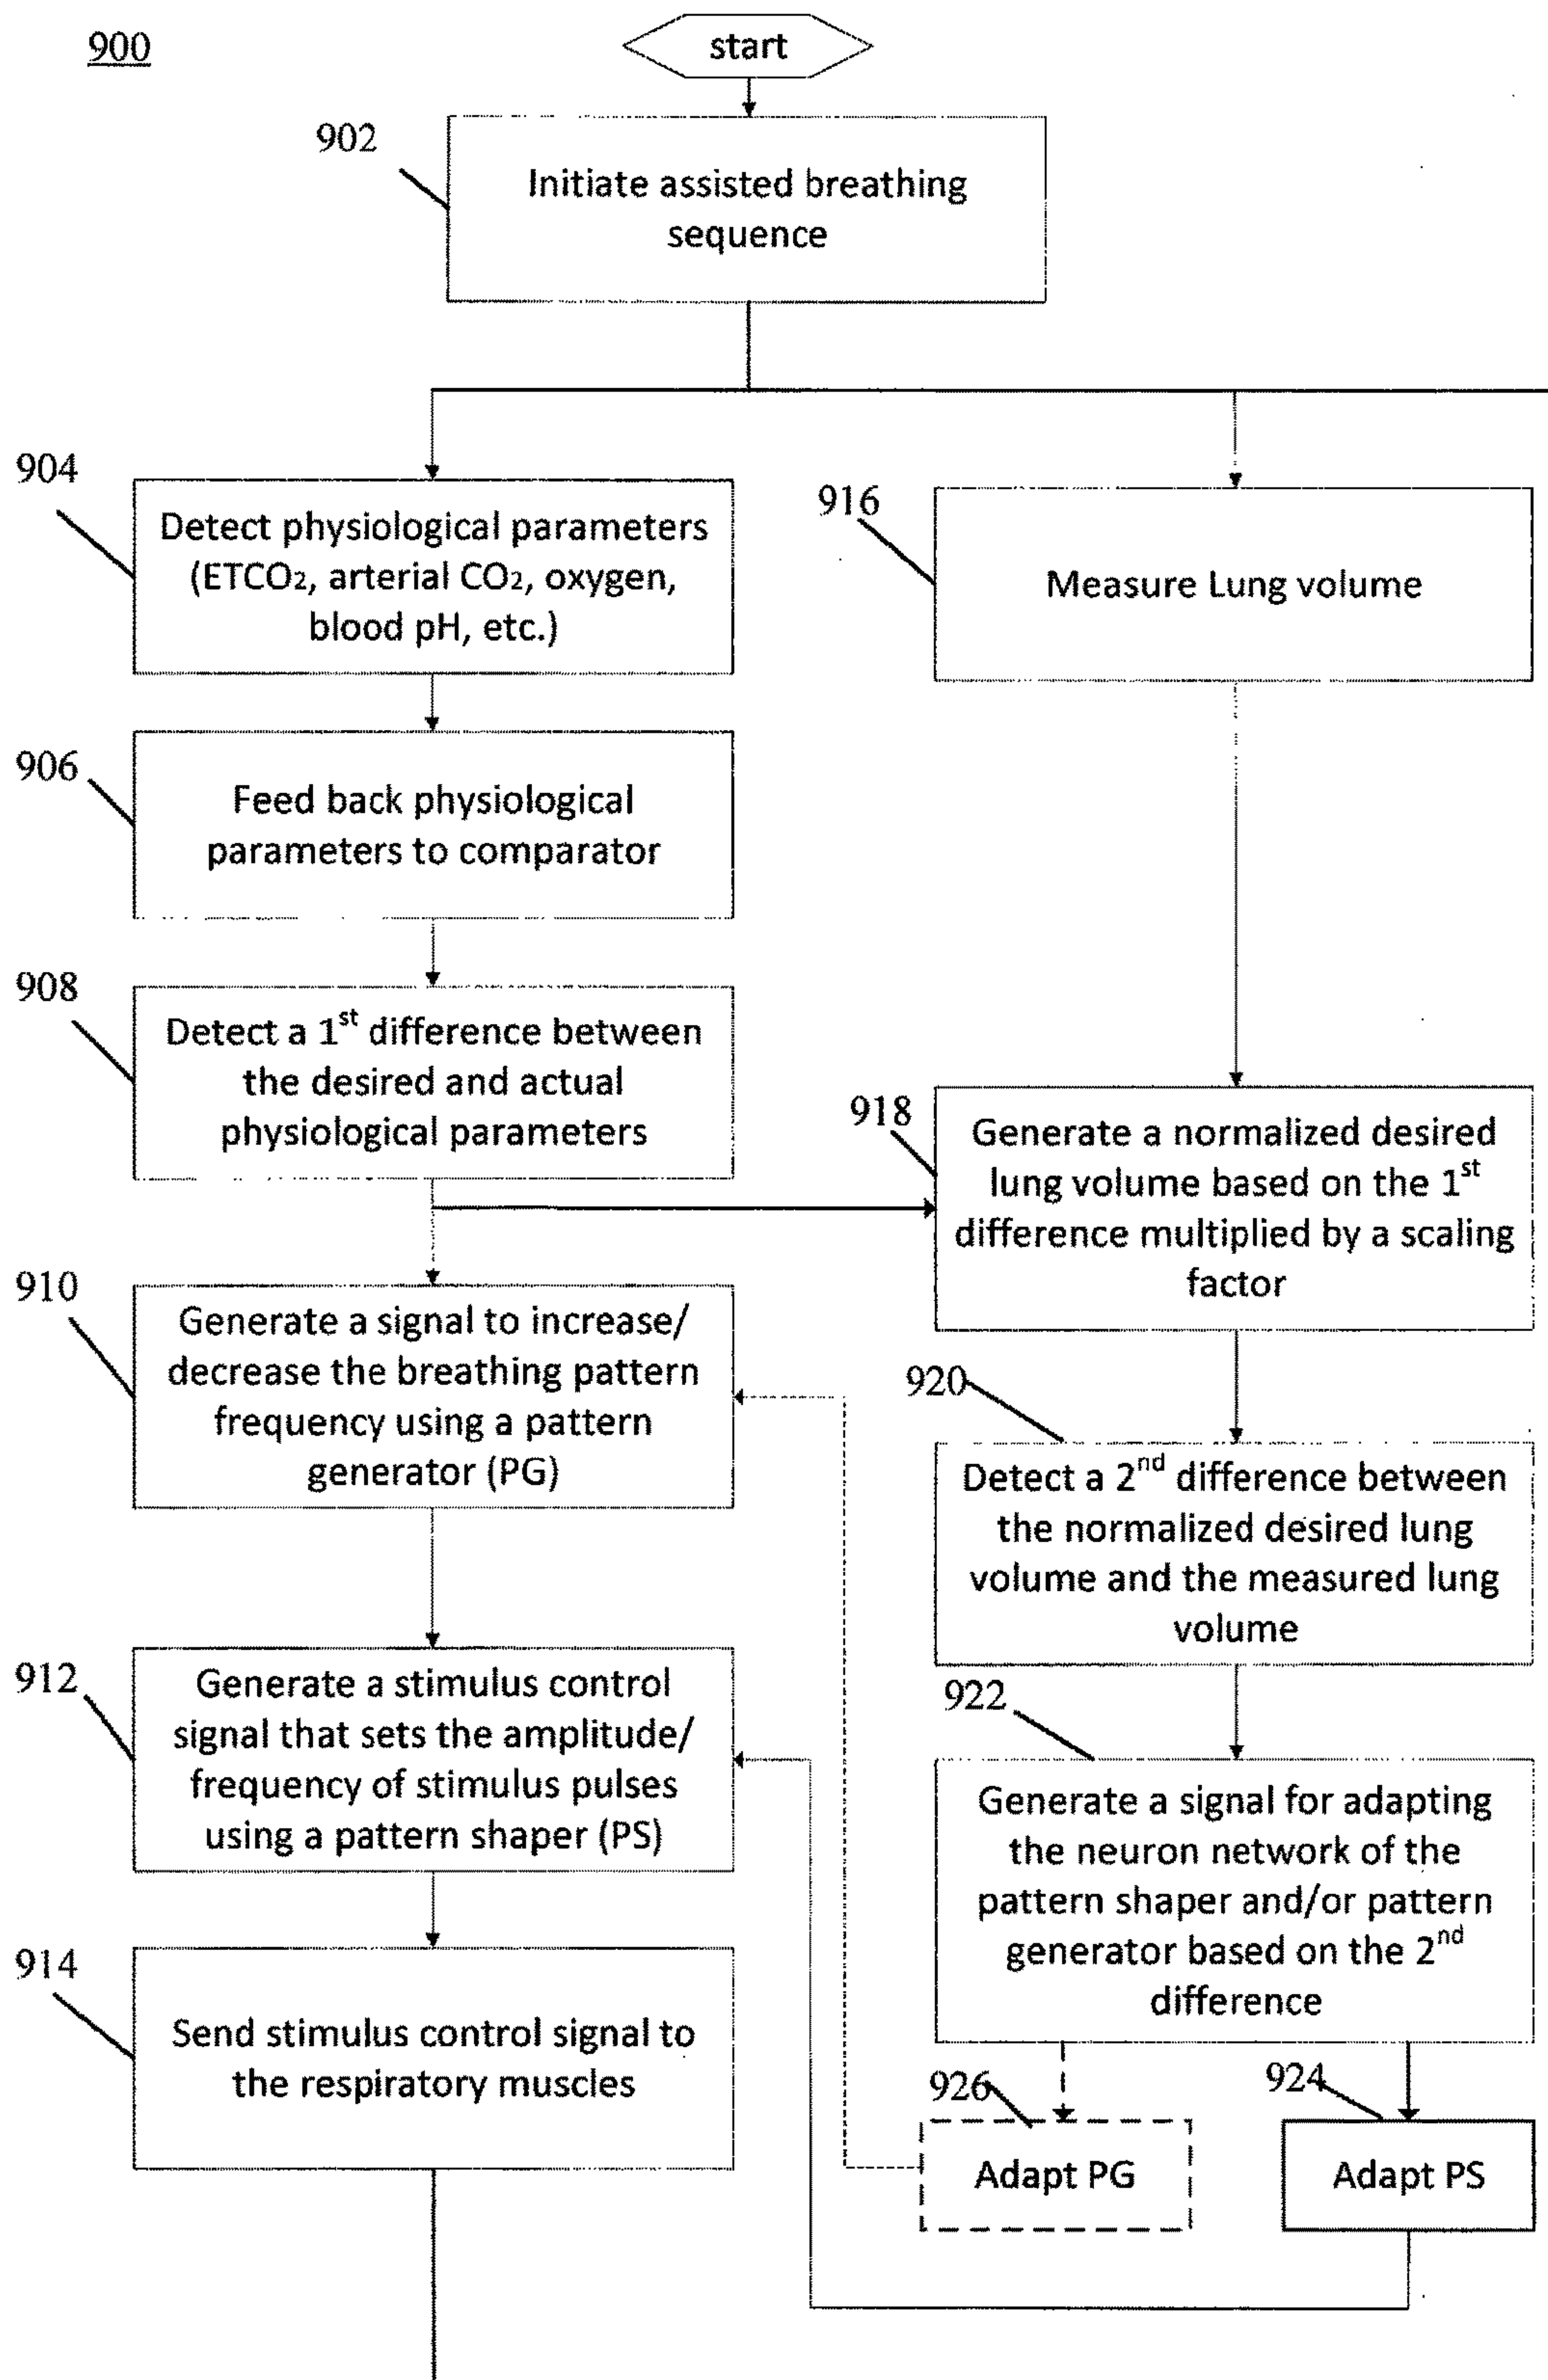 900
start
902
Initiate assisted breathing
sequence
904
Detect physiological parameters
(ETCO₂, arterial CO₂, oxygen,
blood pH, etc.)
916
Measure Lung volume
906
Feed back physiological
parameters to comparator
908
Detect a 1st difference between
the desired and actual
physiological parameters
918
Generate a normalized desired
lung volume based on the 1st
difference multiplied by a scaling
factor
910
Generate a signal to increase/
decrease the breathing pattern
frequency using a pattern
generator (PG)
920
Detect a 2nd difference between
the normalized desired lung
volume and the measured lung
volume
912
Generate a stimulus control
signal that sets the amplitude/
frequency of stimulus pulses
using a pattern shaper (PS)
922
Generate a signal for adapting
the neuron network of the
pattern shaper and/or pattern
generator based on the 2nd
difference
914
Send stimulus control signal to
the respiratory muscles
926
Adapt PG
924
Adapt PS